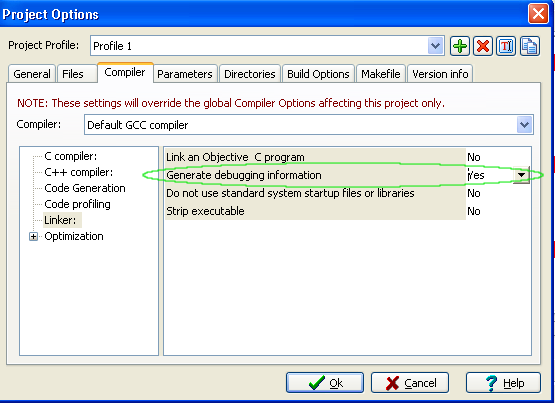 Project Options
Project Profile: Profile 1
General Files Compiler Parameters Directories Build Options Makefile Version info
NOTE: These settings will override the global Compiler Options affecting this project only.
Compiler: Default GCC compiler
C compiler: Link an Objective C program No
C++ compiler: Generate debugging information Yes
Code Generation Do not use standard system startup files or libraries No
Code profiling Strip executable No
Linker:
Optimization
Ok Cancel Help